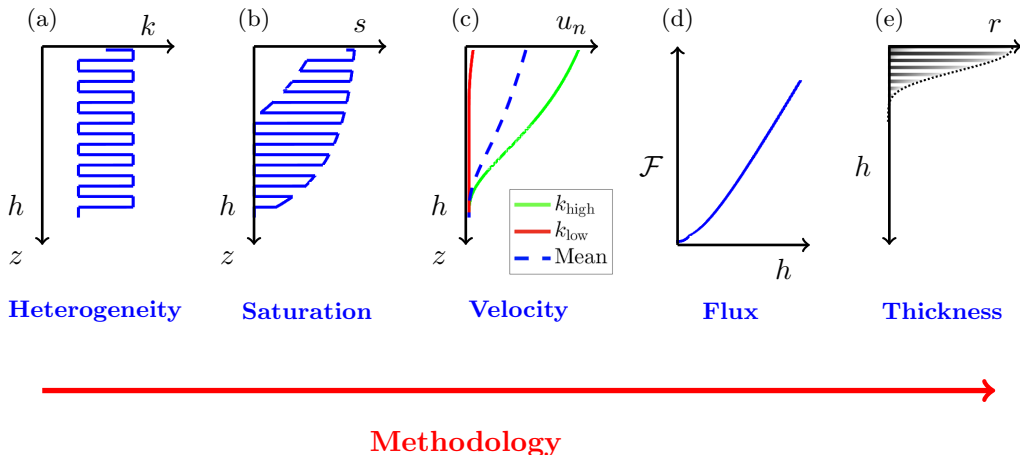 (a)
(b)
(c)
(d)
(e)
k
s
u_n
r
h
h
h
F
h
z
z
z
h
k_high
k_low
Mean
Heterogeneity
Saturation
Velocity
Flux
Thickness
Methodology